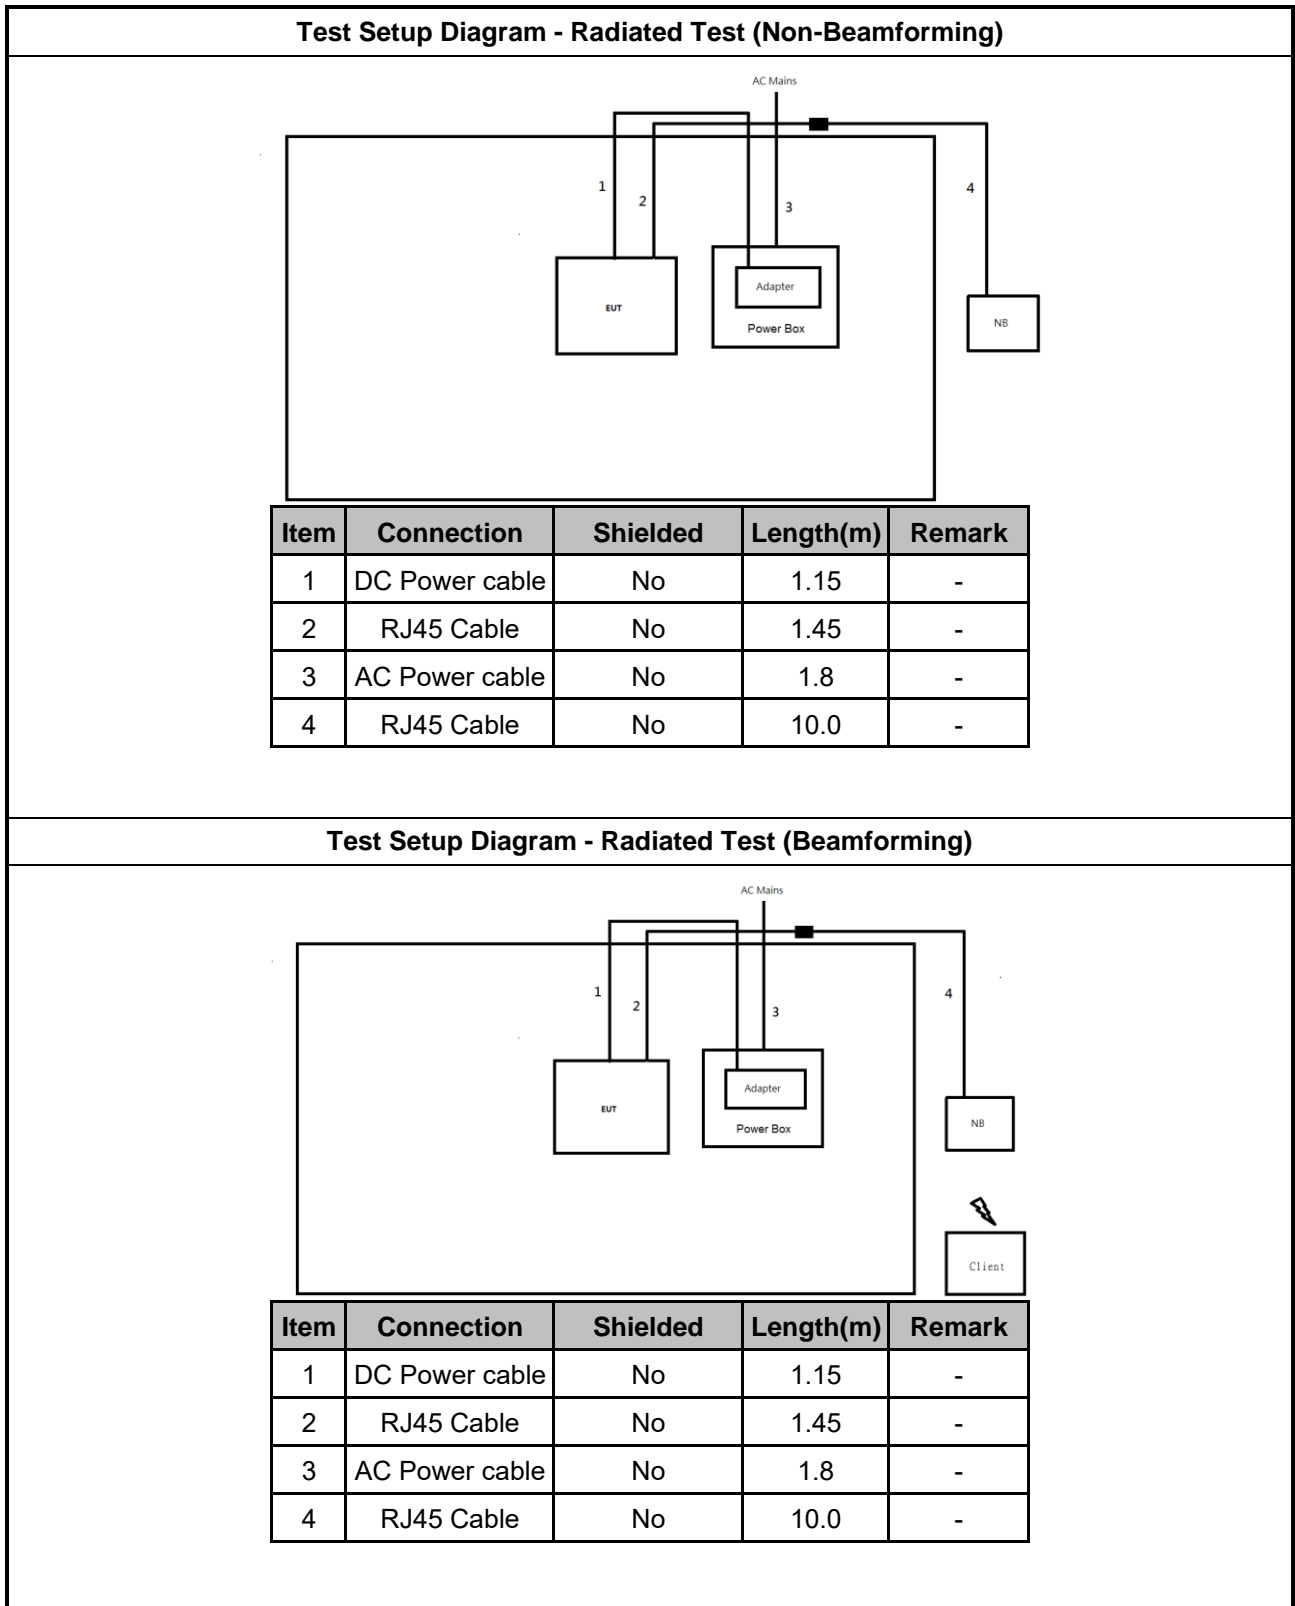 Test Setup Diagram - Radiated Test (Non-Beamforming)
AC Mains
1
2
3
4
EUT
Adapter
Power Box
NB
Item Connection Shielded Length(m) Remark
1 DC Power cable No 1.15 -
2 RJ45 Cable No 1.45 -
3 AC Power cable No 1.8 -
4 RJ45 Cable No 10.0 -
Test Setup Diagram - Radiated Test (Beamforming)
AC Mains
1
2
3
4
EUT
Adapter
Power Box
NB
Client
Item Connection Shielded Length(m) Remark
1 DC Power cable No 1.15 -
2 RJ45 Cable No 1.45 -
3 AC Power cable No 1.8 -
4 RJ45 Cable No 10.0 -